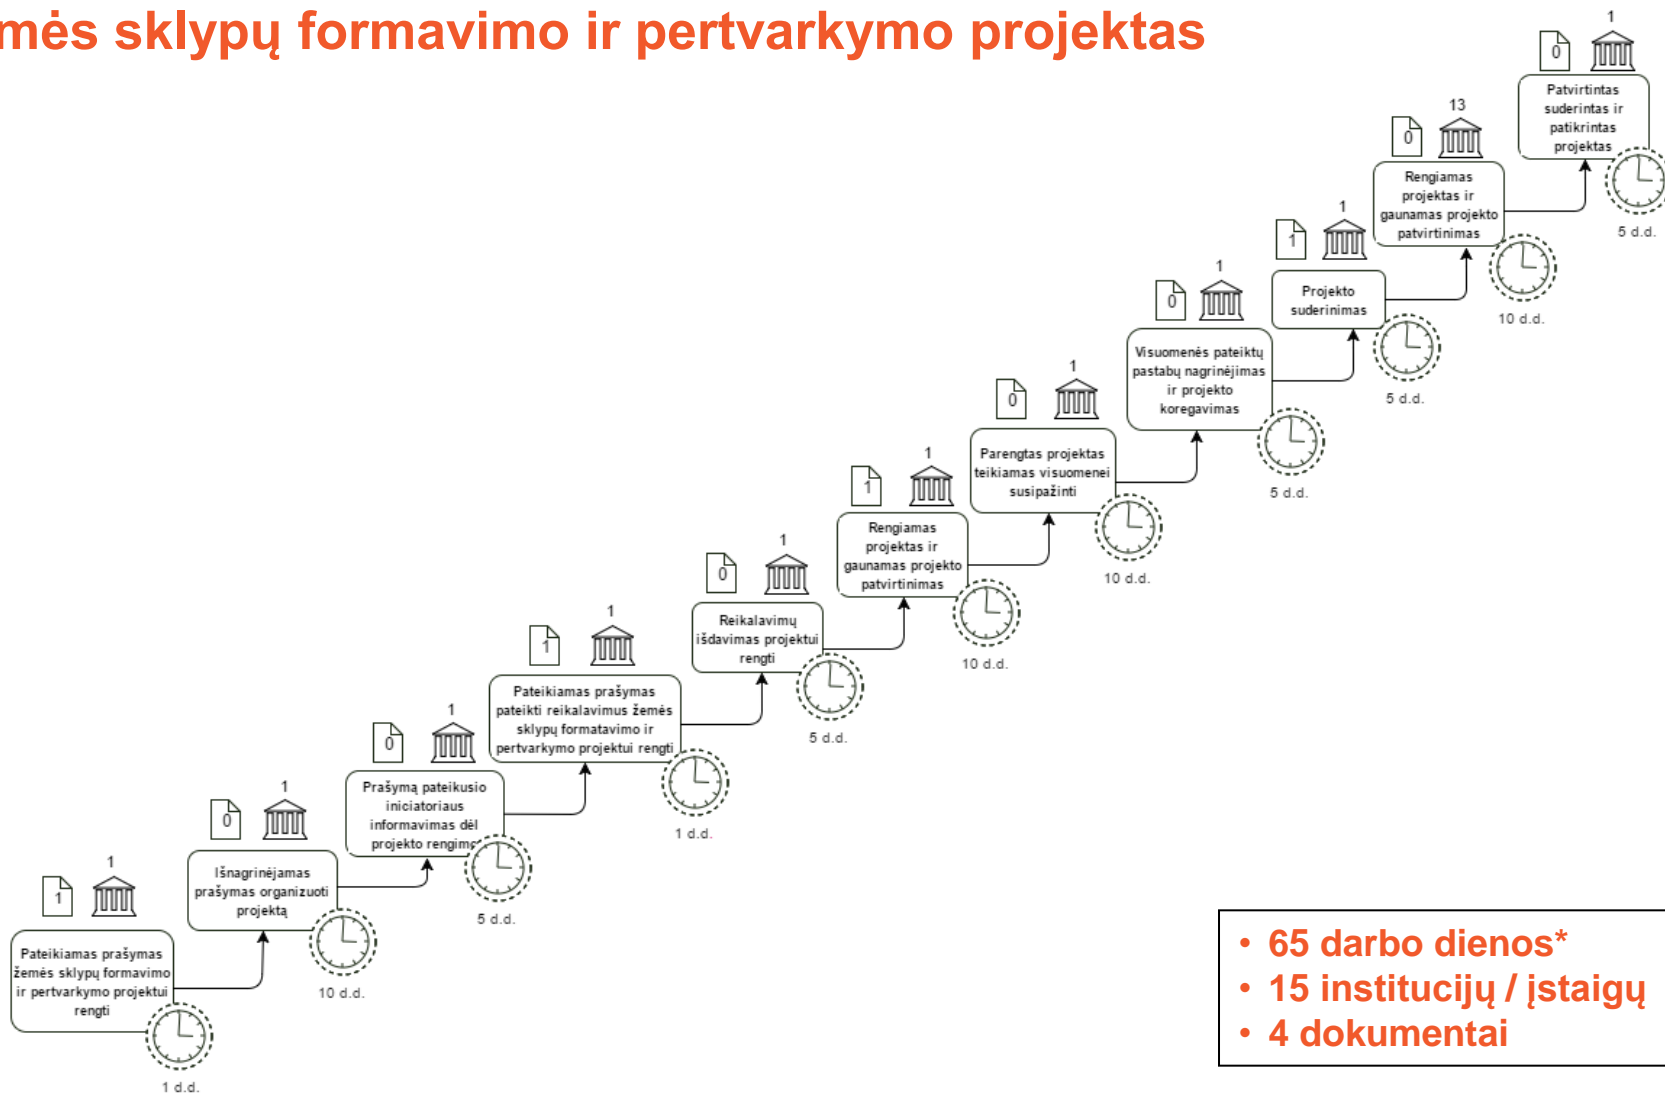 mės sklypų formavimo ir pertvarkymo projektas
1
1
Pateikiamas prašymas
žemės sklypų formavimo
ir pertvarkymo projektui
rengti
1 d.d.
1
0
Išnagrinėjamas
prašymas organizuoti
projektą
10 d.d.
1
0
Prašymą pateikusio
iniciatoriaus
informavimas dėl
projekto rengimo
5 d.d.
1
1
Pateikiamas prašymas
pateikti reikalavimus žemės
sklypų formatavimo ir
pertvarkymo projektui rengti
1 d.d.
1
0
Reikalavimų
išdavimas projektui
rengti
5 d.d.
1
1
Rengiamas
projektas ir
gaunamas projekto
patvirtinimas
10 d.d.
1
0
Parengtas projektas
teikiamas visuomenei
susipažinti
10 d.d.
1
0
Visuomenės pateiktų
pastabų nagrinėjimas
ir projekto
koregavimas
5 d.d.
1
1
Projekto
suderinimas
5 d.d.
13
0
Rengiamas
projektas ir
gaunamas projekto
patvirtinimas
10 d.d.
1
0
Patvirtintas
suderintas ir
patikrintas
projektas
5 d.d.
• 65 darbo dienos*
• 15 institucijų / įstaigų
• 4 dokumentai